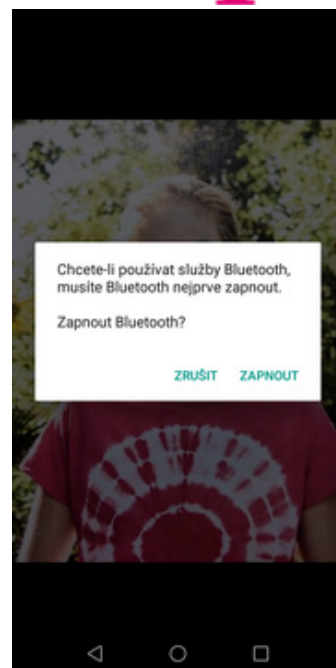 Chcete-li používat služby Bluetooth,
musíte Bluetooth nejprve zapnout.
Zapnout Bluetooth?
ZRUŠIT ZAPNOUT